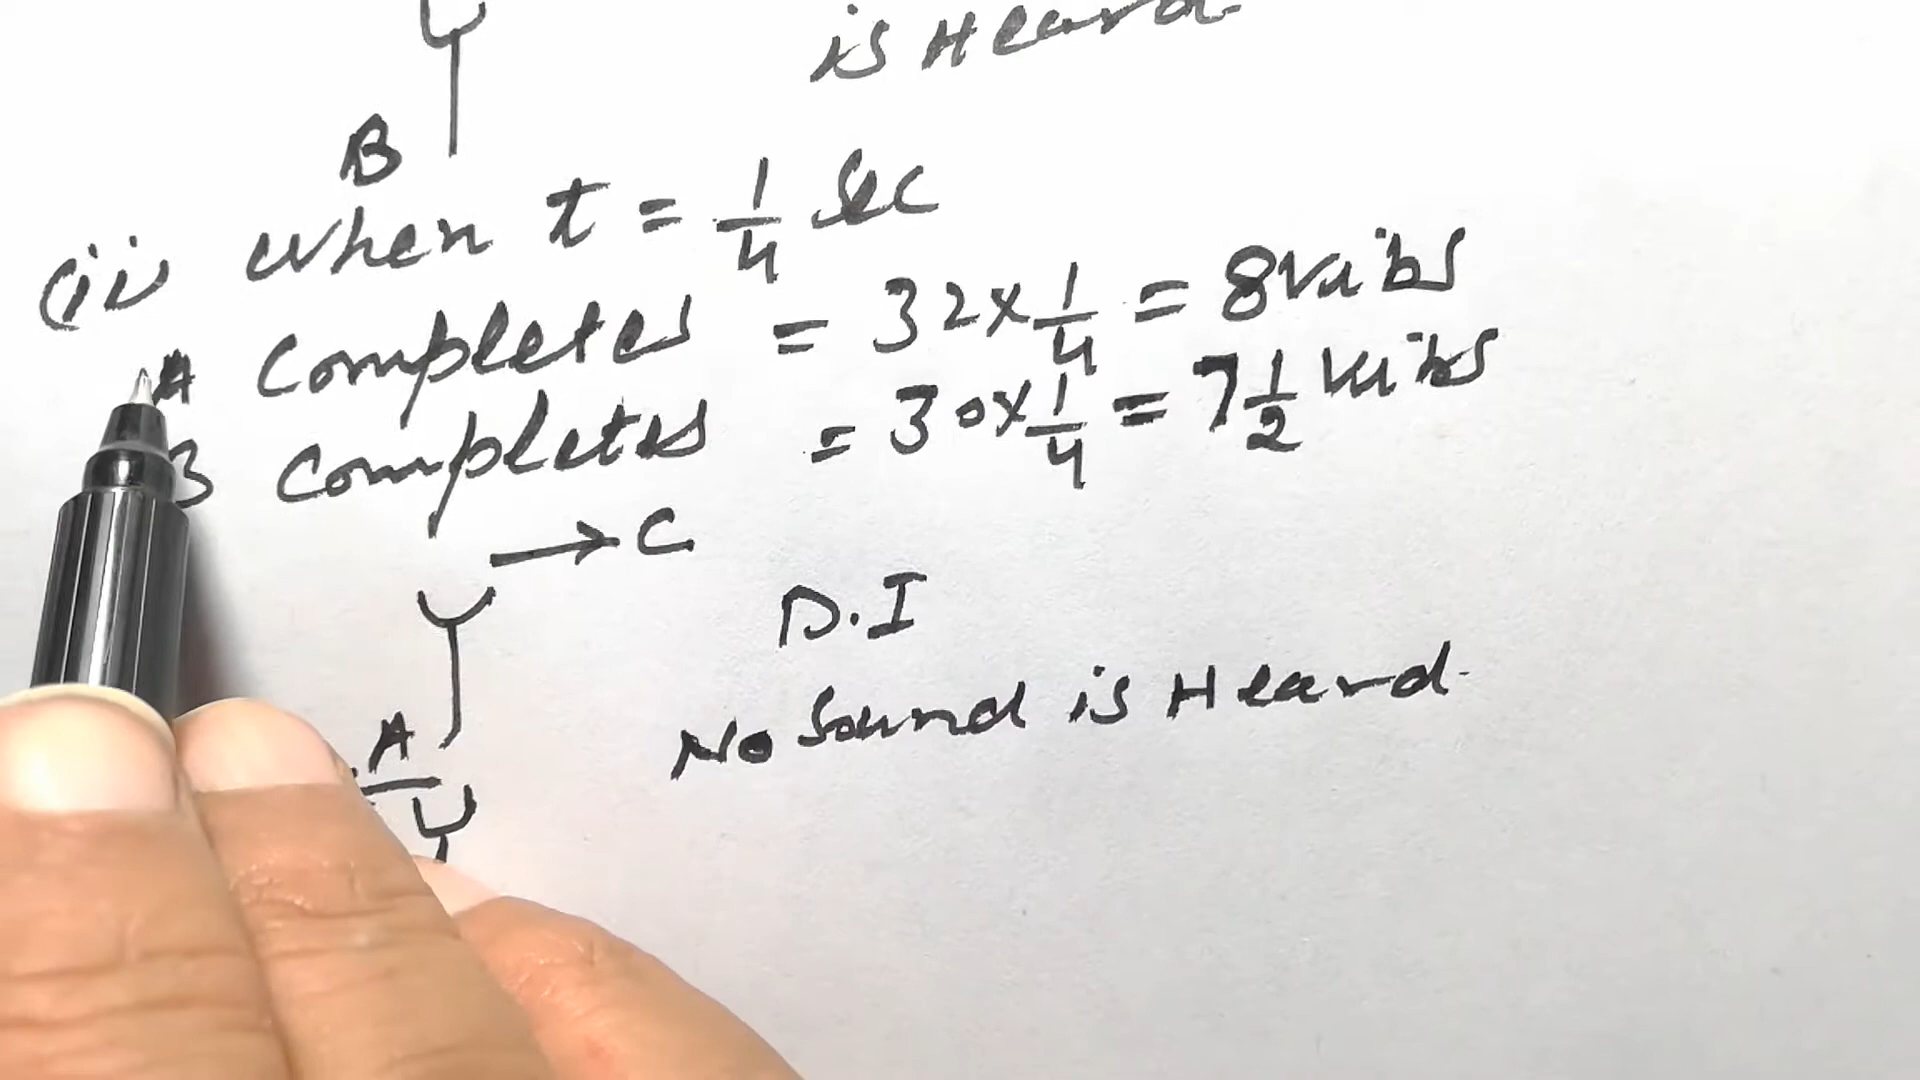 is Heard
B
(ii) when t = 1/4 Sec
A completes = 32 x 1/4 = 8 vibs
B completes = 30 x 1/4 = 7 1/2 vibs
→ C
D.I
A
No Sound is Heard.